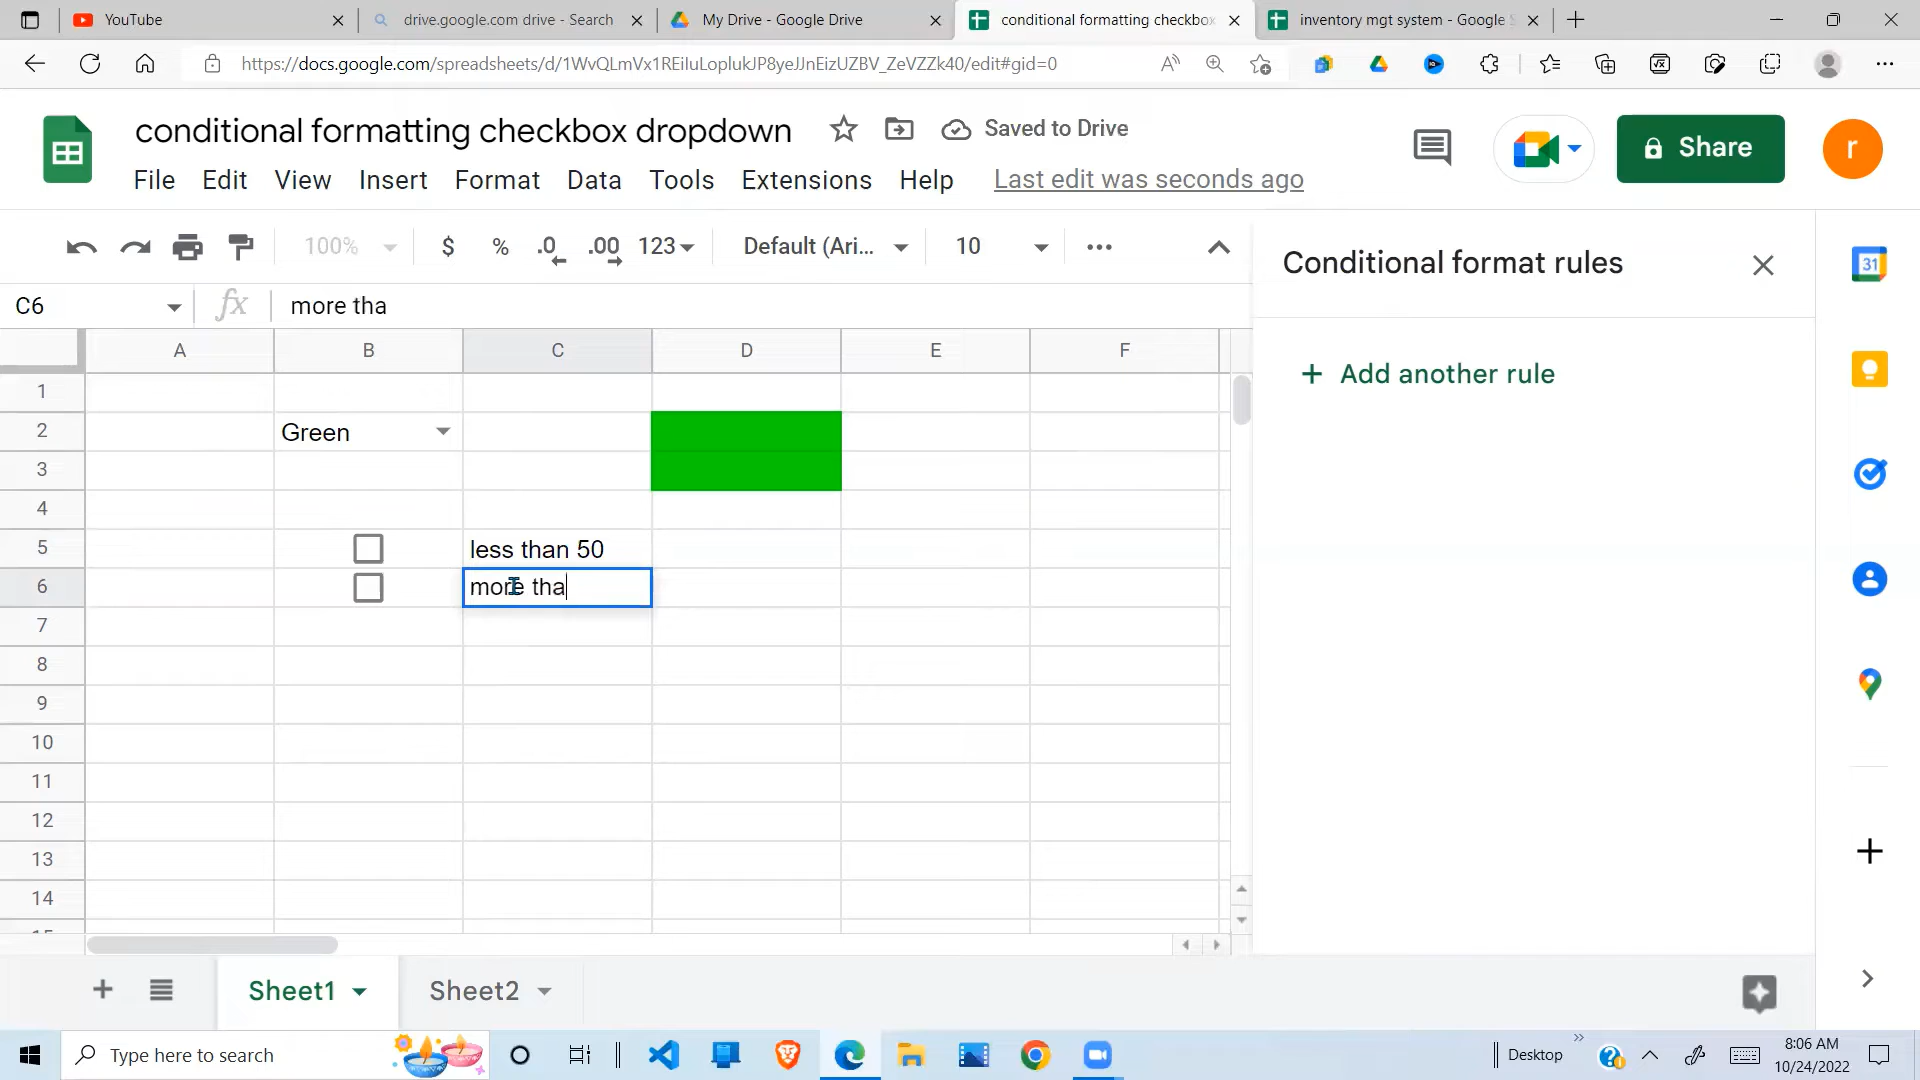 YouTube
drive.google.com drive - Search
My Drive - Google Drive
conditional formatting checkbox
inventory mgt system - Google S
https://docs.google.com/spreadsheets/d/1WvQLmVx1REiluLoplukJP8yeJJnEizUZBV_ZeVZZk40/edit#gid=0
conditional formatting checkbox dropdown
Saved to Drive
Share
r
File Edit View Insert Format Data Tools Extensions Help Last edit was seconds ago
100% $ % .0 .00 123 Default (Ari... 10
Conditional format rules
31
C6 fx more tha
A B C D E F
Add another rule
1
2 Green
3
4
5 less than 50
6 more tha
7
8
9
10
11
12
13
14
15
Sheet1 Sheet2
Type here to search
Desktop
8:06 AM
10/24/2022